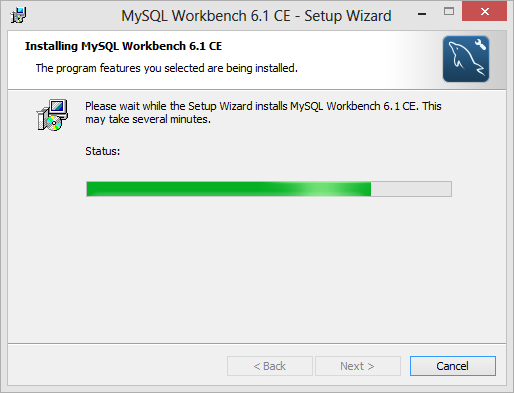 MySQL Workbench 6.1 CE - Setup Wizard
Installing MySQL Workbench 6.1 CE
The program features you selected are being installed.
Please wait while the Setup Wizard installs MySQL Workbench 6.1 CE. This
may take several minutes.
Status:
< Back
Next >
Cancel